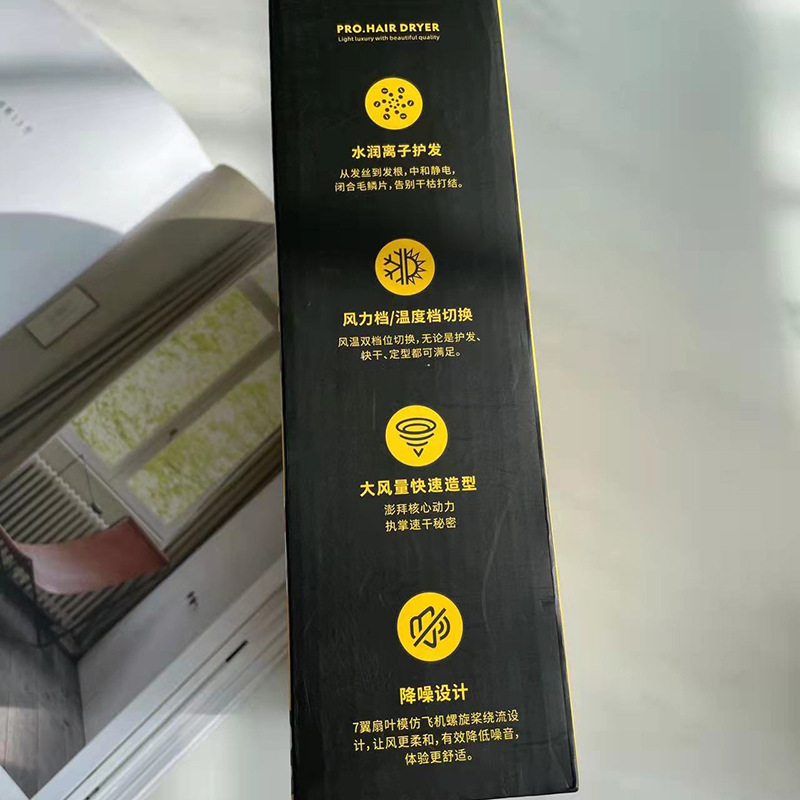 PRO.HAIR DRYER
Light luxury with beautiful quality
水润离子护发
从发丝到发根,中和静电,
闭合毛鳞片,告别干枯打结。
风力档/温度档切换
风温双档位切换,无论是护发、
快干、定型都可满足。
大风量快速造型
澎拜核心动力
执掌速干秘密
降噪设计
7翼扇叶模仿飞机螺旋桨绕流设
计,让风更柔和,有效降低噪音,
体验更舒适。